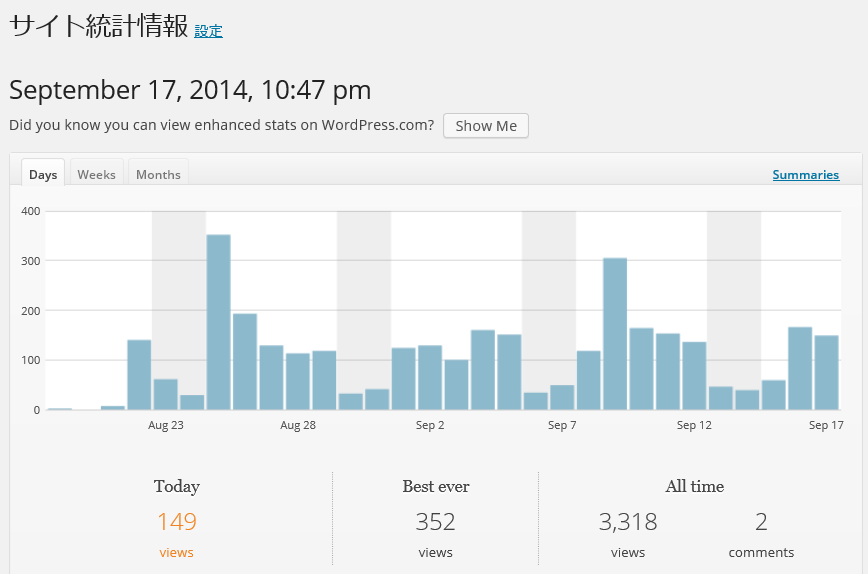 サイト統計情報 設定
September 17, 2014, 10:47 pm
Did you know you can view enhanced stats on WordPress.com? Show Me
Days Weeks Months Summaries
400
300
200
100
0
Aug 23 Aug 28 Sep 2 Sep 7 Sep 12 Sep 17
Today Best ever All time
149 352 3,318 2
views views views comments